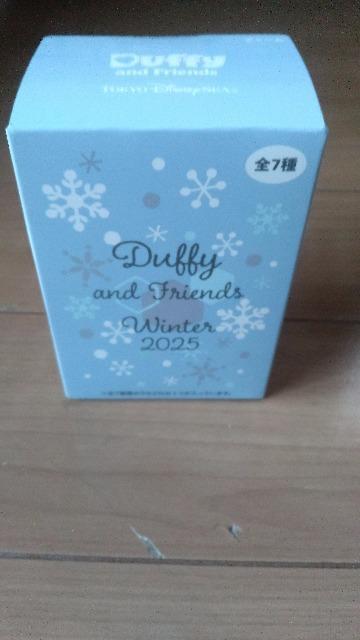 Duffy
and Friends
TOKYO DisneySEA
全7種
Duffy
and Friends
Winter
2025